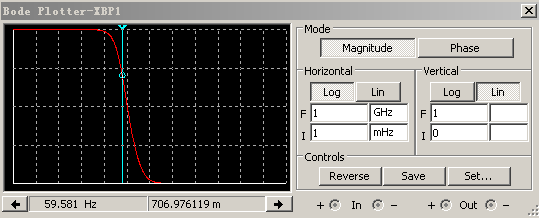 Bode Plotter-XBP1
Mode
Magnitude Phase
Horizontal Vertical
Log Lin Log Lin
F 1 GHz F 1
I 1 mHz I 0
Controls
Reverse Save Set...
59.581 Hz 706.976119 m + In - + Out -